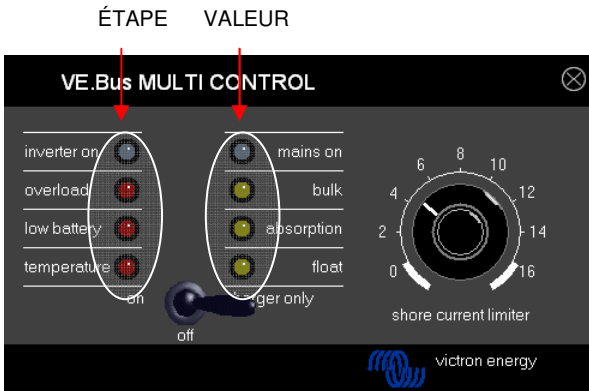 ÉTAPE VALEUR
VE.Bus MULTI CONTROL
inverter on mains on
overload bulk
low battery absorption
temperature float
on ger only
off
0 2 4 6 8 10 12 14 16
shore current limiter
victron energy